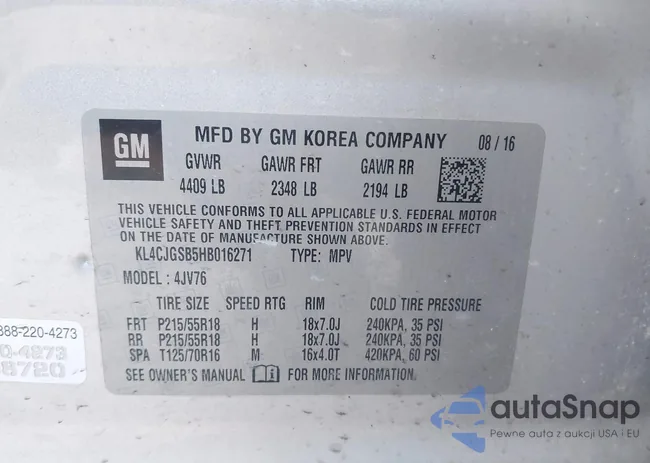 GM
MFD BY GM KOREA COMPANY 08 / 16
GVWR GAWR FRT GAWR RR
4409 LB 2348 LB 2194 LB
THIS VEHICLE CONFORMS TO ALL APPLICABLE U.S. FEDERAL MOTOR
VEHICLE SAFETY AND THEFT PREVENTION STANDARDS IN EFFECT ON
THE DATE OF MANUFACTURE SHOWN ABOVE.
KL4CJGSB5HB016271 TYPE: MPV
MODEL : 4JV76
TIRE SIZE SPEED RTG RIM COLD TIRE PRESSURE
FRT P215/55R18 H 18x7.0J 240KPA, 35 PSI
RR P215/55R18 H 18x7.0J 240KPA, 35 PSI
SPA T125/70R16 M 16x4.0T 420KPA, 60 PSI
SEE OWNER'S MANUAL FOR MORE INFORMATION.
888-220-4273
0-4273
8720
autaSnap
Pewne auta z aukcji USA i EU